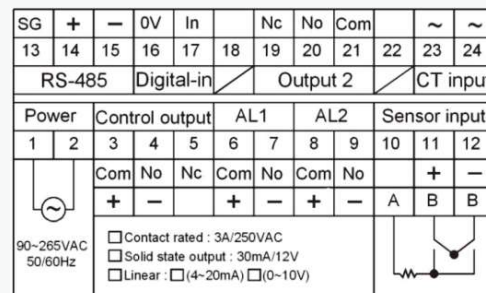 SG + − 0V In Nc No Com ~ ~
13 14 15 16 17 18 19 20 21 22 23 24
RS-485 Digital-in Output 2 CT input
Power Control output AL1 AL2 Sensor input
1 2 3 4 5 6 7 8 9 10 11 12
Com No Nc Com No Com No + −
+ − + − + − A B B
90~265VAC
50/60Hz
□Contact rated : 3A/250VAC
□Solid state output : 30mA/12V
□Linear : □(4~20mA) □(0~10V)